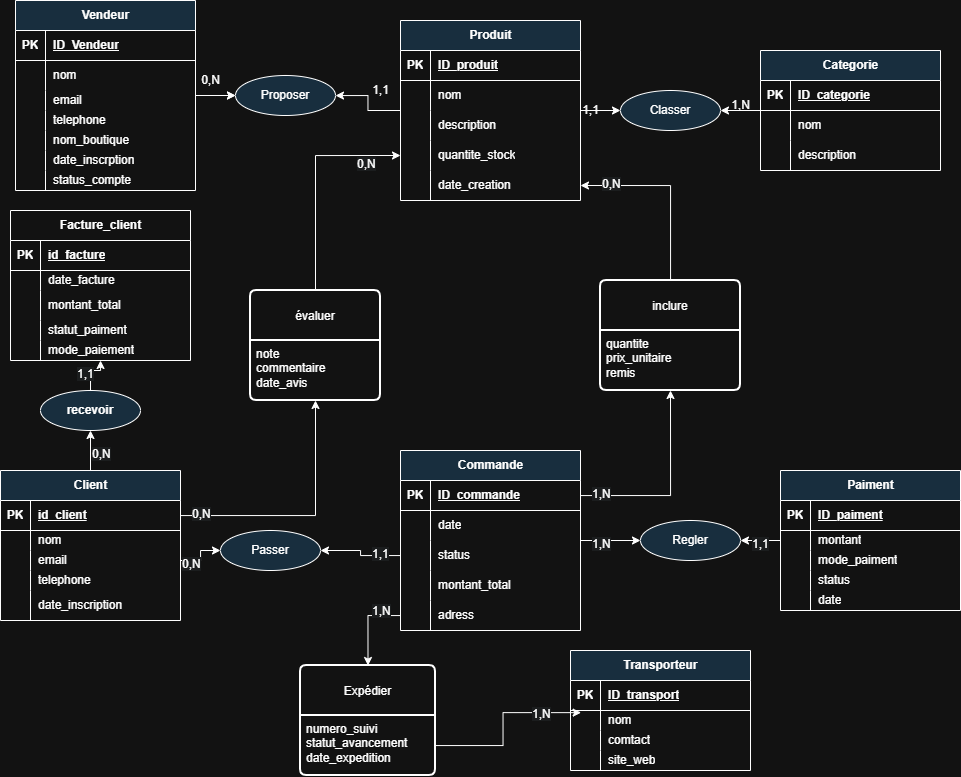 Vendeur
PK ID_Vendeur
nom
email
telephone
nom_boutique
date_inscrption
status_compte
0,N
Proposer
1,1
Produit
PK ID_produit
nom
description
quantite_stock
date_creation
1,1
Classer
1,N
Categorie
PK ID_categorie
nom
description
0,N
0,N
Facture_client
PK id_facture
date_facture
montant_total
statut_paiment
mode_paiement
1,1
recevoir
0,N
évaluer
note
commentaire
date_avis
inclure
quantite
prix_unitaire
remis
Client
PK id_client
nom
email
telephone
date_inscription
0,N
0,N
Passer
1,1
Commande
PK ID_commande
date
status
montant_total
adress
1,N
1,N
Regler
1,1
Paiment
PK ID_paiment
montant
mode_paiment
status
date
1,N
Expédier
numero_suivi
statut_avancement
date_expedition
1,N
Transporteur
PK ID_transport
nom
comtact
site_web